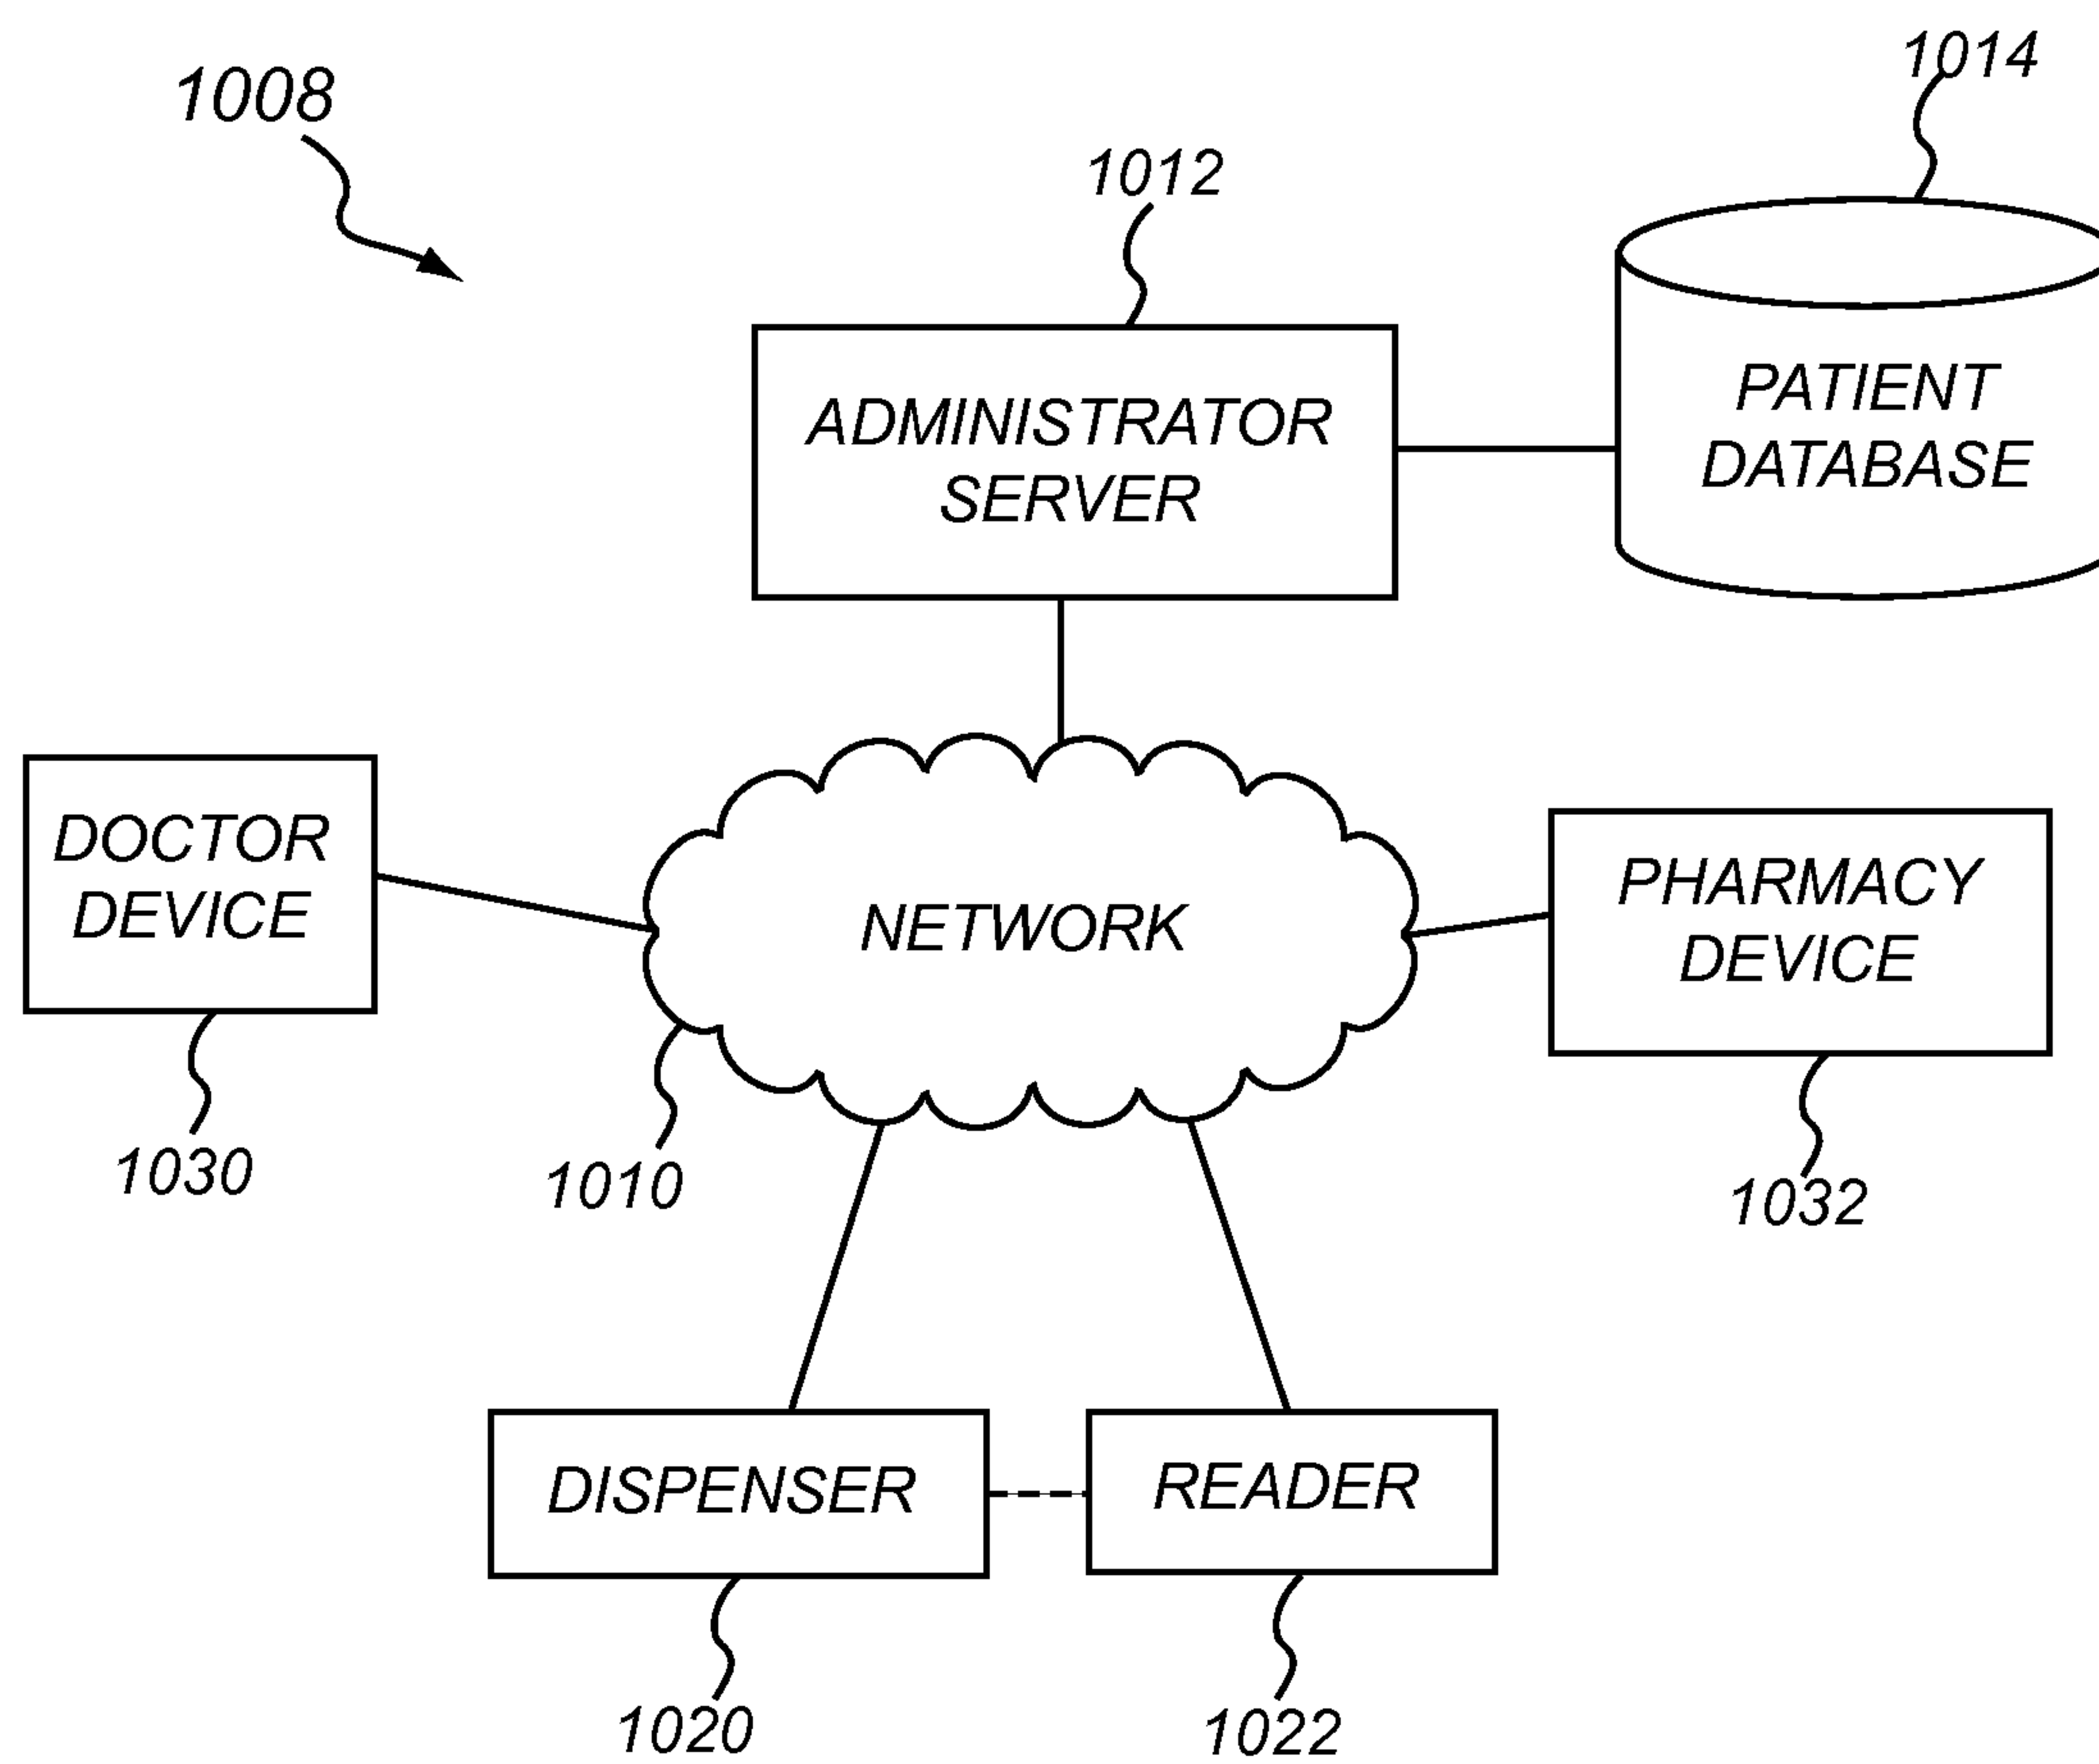 1008
1014
1012
ADMINISTRATOR
SERVER
PATIENT
DATABASE
DOCTOR
DEVICE
NETWORK
PHARMACY
DEVICE
1030
1010
1032
DISPENSER
READER
1020
1022